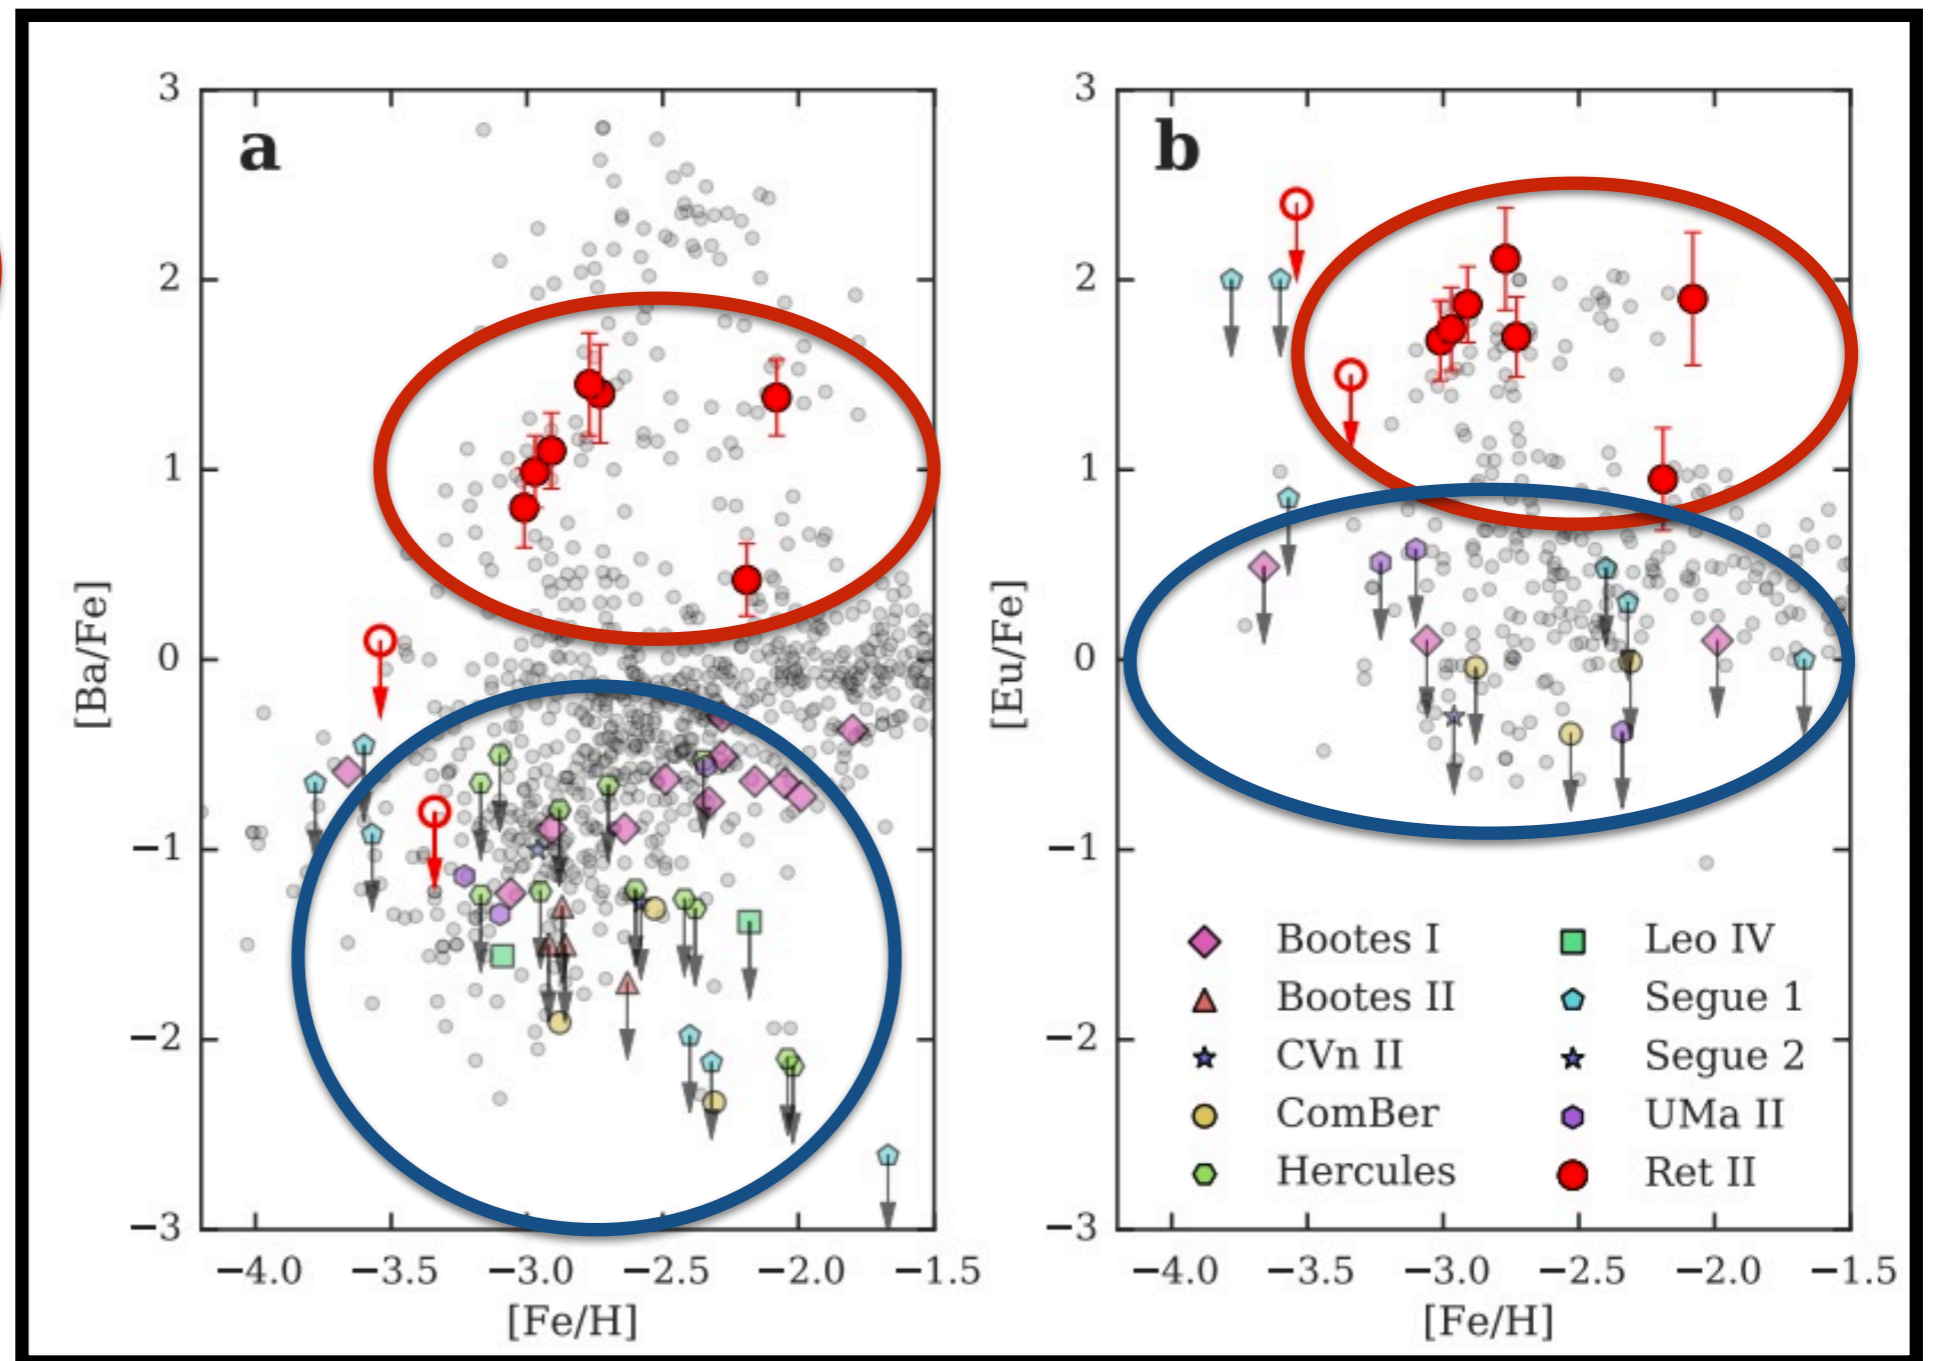 a
3
2
1
0
−1
−2
−3
[Ba/Fe]
−4.0 −3.5 −3.0 −2.5 −2.0 −1.5
[Fe/H]
b
3
2
1
0
−1
−2
−3
[Eu/Fe]
Bootes I
Bootes II
CVn II
ComBer
Hercules
Leo IV
Segue 1
Segue 2
UMa II
Ret II
−4.0 −3.5 −3.0 −2.5 −2.0 −1.5
[Fe/H]